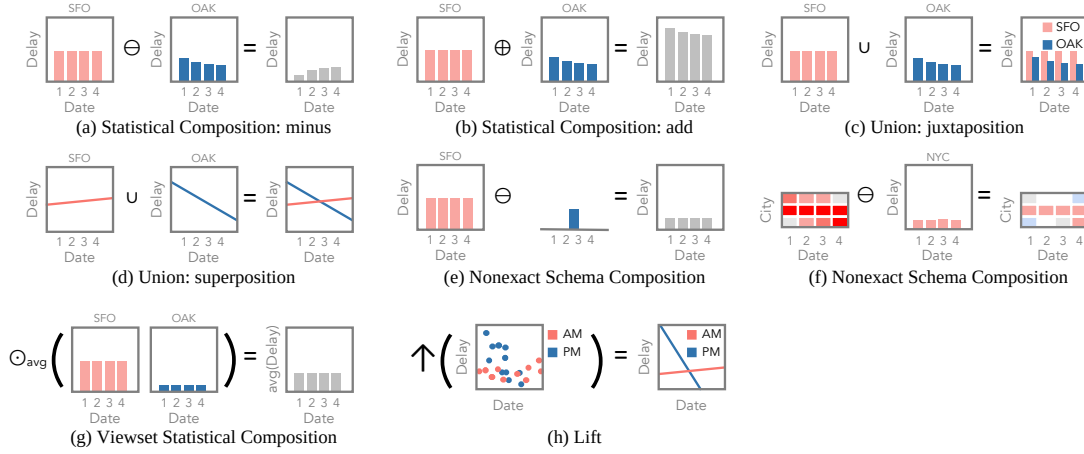 SFO OAK
Delay ⊖ =
Delay
1 2 3 4 1 2 3 4 1 2 3 4
Date
Date
(a) Statistical Composition: minus
SFO OAK
Delay ⊕ =
Delay
1 2 3 4 1 2 3 4 1 2 3 4
Date
Date
(b) Statistical Composition: add
SFO OAK
Delay ∪ =
Delay
SFO
OAK
1 2 3 4 1 2 3 4 1 2 3 4
Date
Date
(c) Union: juxtaposition
SFO OAK
Delay ∪ =
Delay
1 2 3 4 1 2 3 4 1 2 3 4
Date
Date
(d) Union: superposition
SFO
Delay ⊖ =
Delay
1 2 3 4 1 2 3 4 1 2 3 4
Date
Date
(e) Nonexact Schema Composition
NYC
City ⊖ Delay =
City
1 2 3 4 1 2 3 4 1 2 3 4
Date
Date
(f) Nonexact Schema Composition
SFO OAK
⊙avg ( Delay ) =
avg(Delay)
1 2 3 4 1 2 3 4 1 2 3 4
Date
Date
(g) Viewset Statistical Composition
↑ ( Delay ) =
AM
PM
Delay
AM
PM
Date
Date
(h) Lift